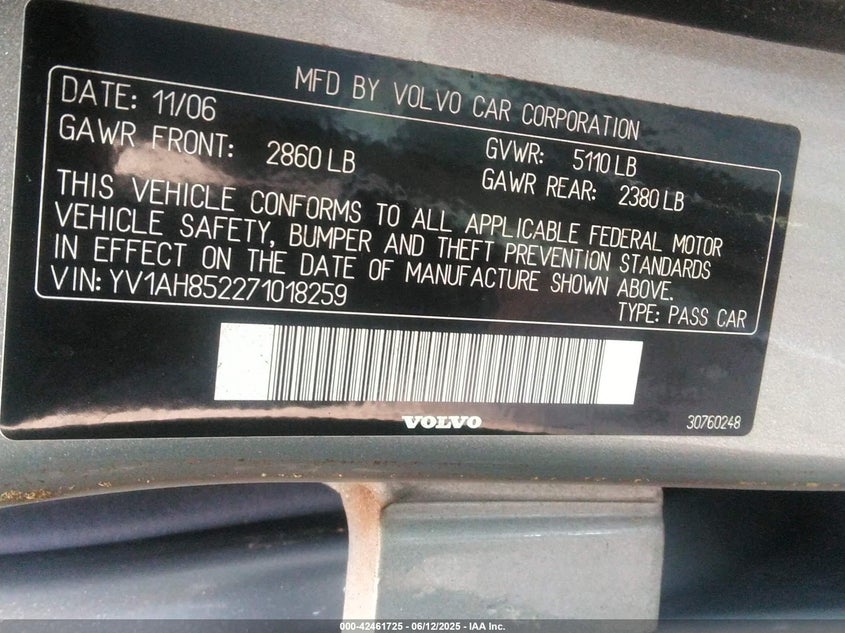 MFD BY VOLVO CAR CORPORATION
DATE: 11/06
GVWR: 5110 LB
GAWR FRONT: 2860 LB
GAWR REAR: 2380 LB
THIS VEHICLE CONFORMS TO ALL APPLICABLE FEDERAL MOTOR
VEHICLE SAFETY, BUMPER AND THEFT PREVENTION STANDARDS
IN EFFECT ON THE DATE OF MANUFACTURE SHOWN ABOVE.
VIN: YV1AH852271018259
TYPE: PASS CAR
VOLVO
30760248
000-42461725 - 06/12/2025 - IAA Inc.